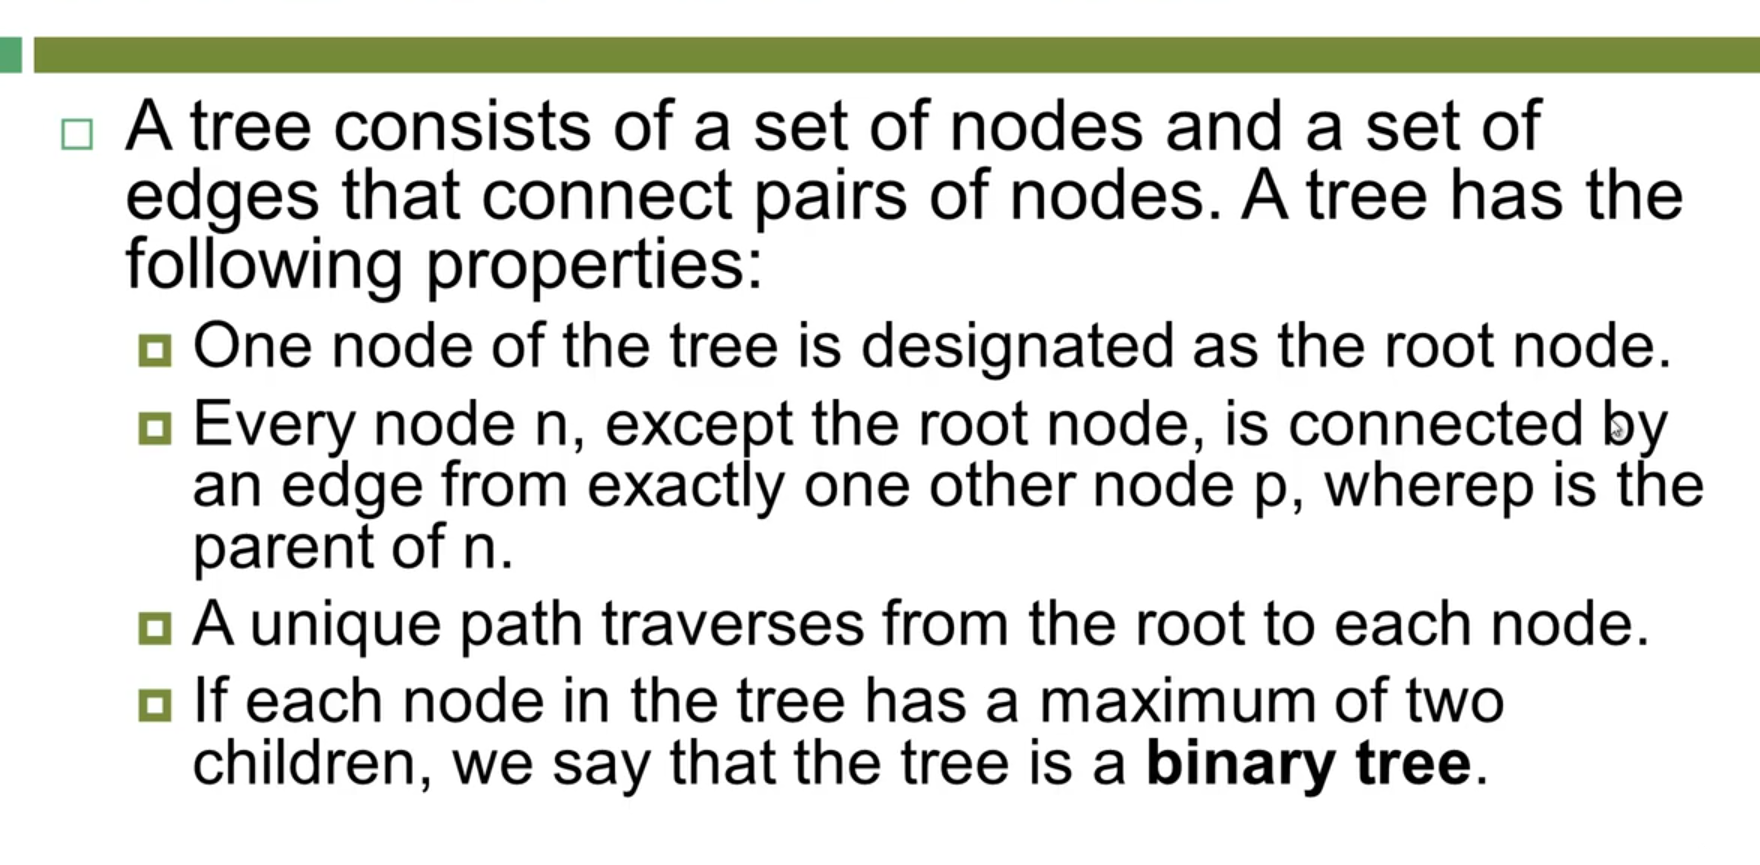 A tree consists of a set of nodes and a set of
edges that connect pairs of nodes. A tree has the
following properties:
One node of the tree is designated as the root node.
Every node n, except the root node, is connected by
an edge from exactly one other node p, wherep is the
parent of n.
A unique path traverses from the root to each node.
If each node in the tree has a maximum of two
children, we say that the tree is a binary tree.